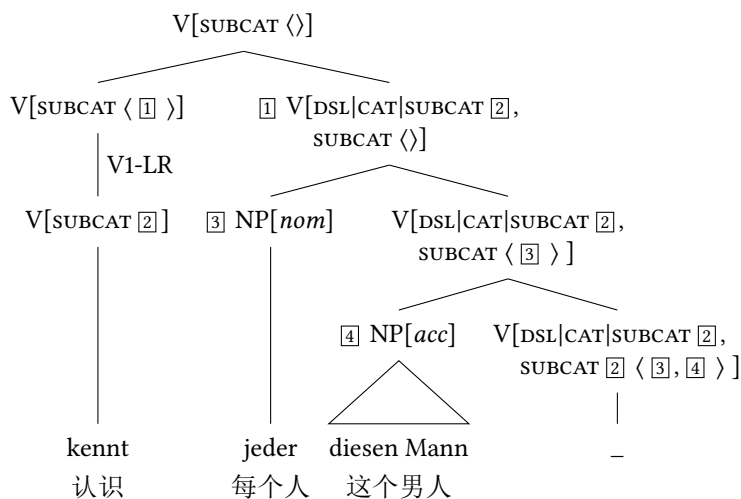 V[SUBCAT ⟨⟩]
V[SUBCAT ⟨ 1 ⟩] 1 V[DSL|CAT|SUBCAT 2,
SUBCAT ⟨⟩]
V1-LR
V[SUBCAT 2] 3 NP[nom] V[DSL|CAT|SUBCAT 2,
SUBCAT ⟨ 3 ⟩ ]
4 NP[acc] V[DSL|CAT|SUBCAT 2,
SUBCAT 2 ⟨ 3, 4 ⟩ ]
kennt jeder diesen Mann _
认识 每个人 这个男人